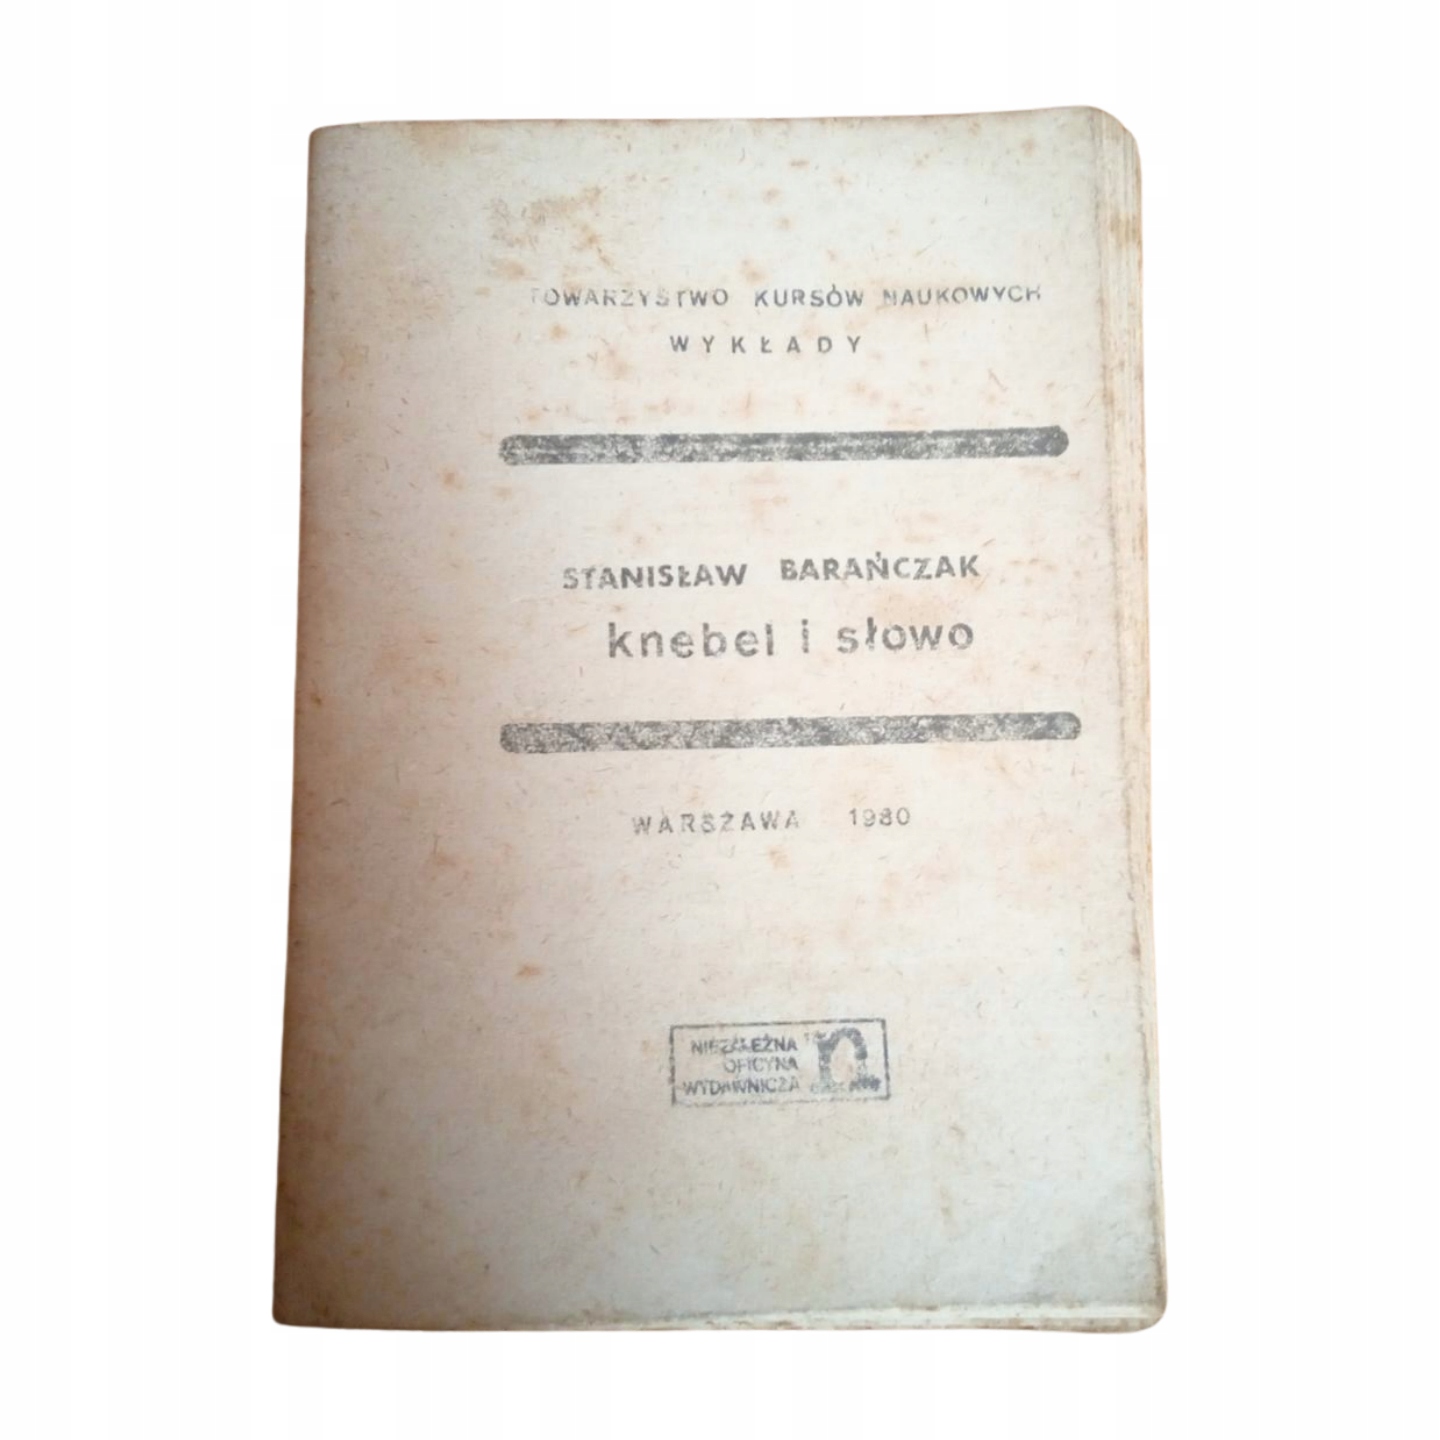 TOWARZYSTWO KURSÓW NAUKOWYCH
WYKŁADY
STANISŁAW BARAŃCZAK
knebel i słowo
WARSZAWA 1980
NIEZALEŻNA
OFICYNA
WYDAWNICZA
n